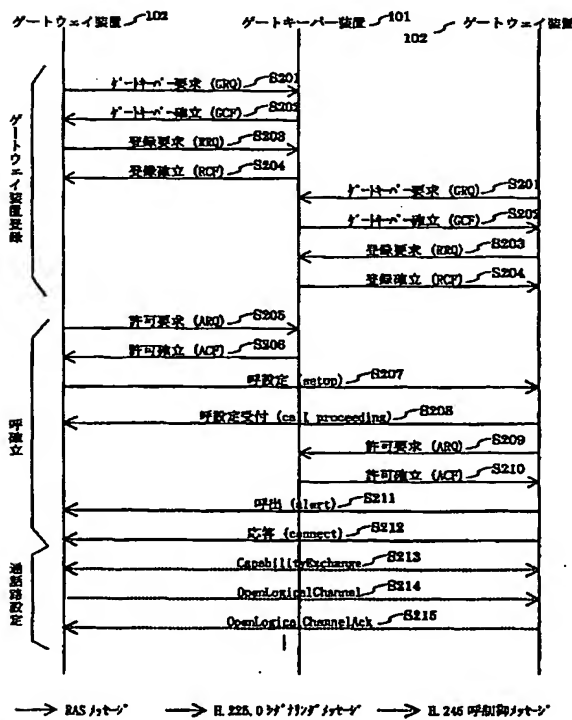 ゲートウェイ装置 102
ゲートキーパー装置 101
102 ゲートウェイ装置
ゲートウェイ装置登録
ゲートキーパー要求 (GRQ) S201
ゲートキーパー確立 (GCF) S202
登録要求 (RRQ) S203
登録確立 (RCF) S204
ゲートキーパー要求 (GRQ) S201
ゲートキーパー確立 (GCF) S202
登録要求 (RRQ) S203
登録確立 (RCF) S204
呼確立
許可要求 (ARQ) S205
許可確立 (ACF) S206
呼設定 (setup) S207
呼設定受付 (call proceeding) S208
許可要求 (ARQ) S209
許可確立 (ACF) S210
呼出 (alert) S211
応答 (connect) S212
通話路設定
CapabilityExchange S213
OpenLogicalChannel S214
OpenLogicalChannelAck S215
RAS メッセージ
H.225.0 シグナリングメッセージ
H.245 呼制御メッセージ